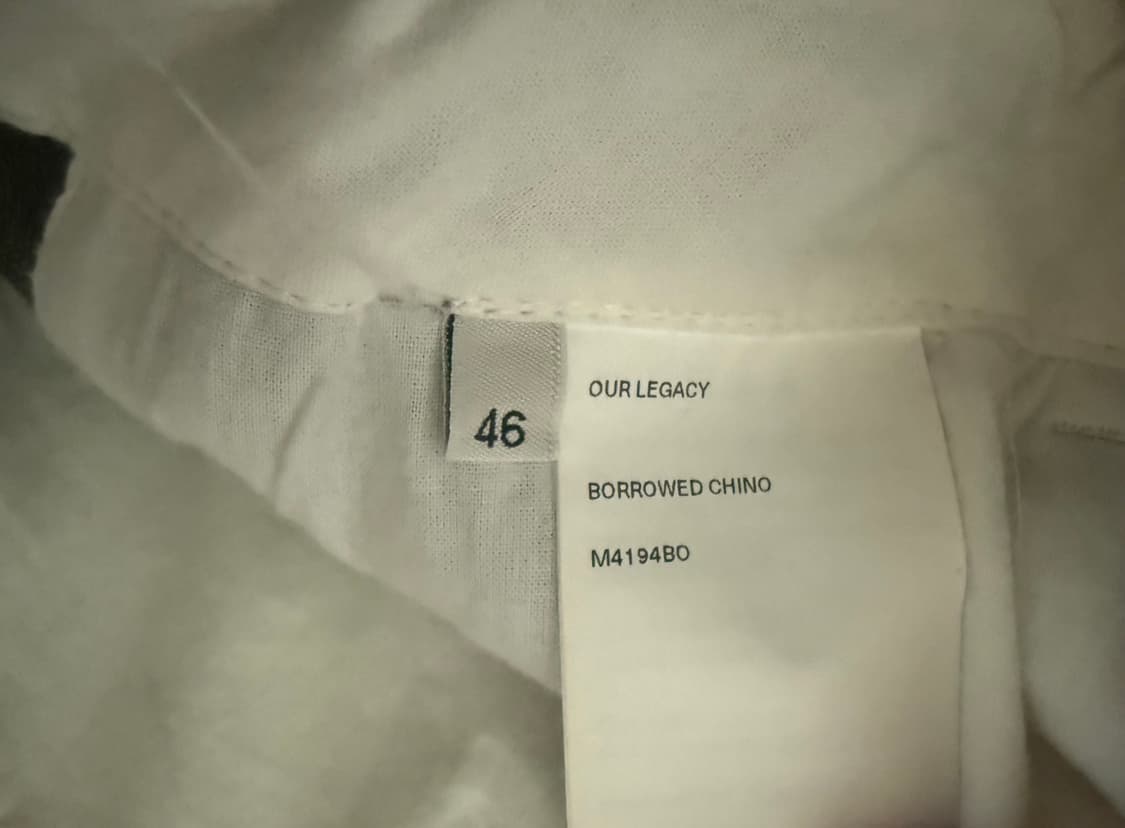 46
OUR LEGACY
BORROWED CHINO
M4194BO